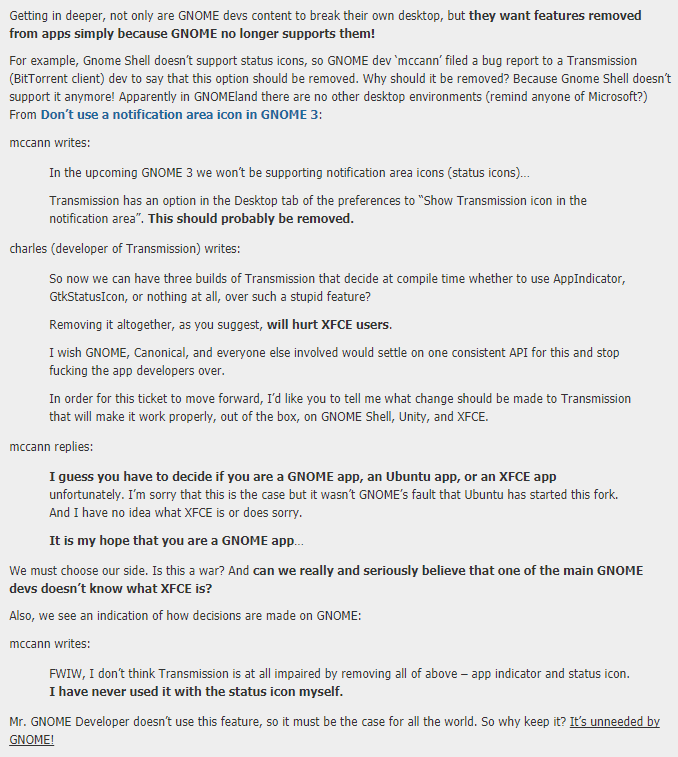 Getting in deeper, not only are GNOME devs content to break their own desktop, but they want features removed
from apps simply because GNOME no longer supports them!
For example, Gnome Shell doesn't support status icons, so GNOME dev 'mccann' filed a bug report to a Transmission
(BitTorrent client) dev to say that this option should be removed. Why should it be removed? Because Gnome Shell doesn't
support it anymore! Apparently in GNOMEland there are no other desktop environments (remind anyone of Microsoft?)
From Don't use a notification area icon in GNOME 3:
mccann writes:
In the upcoming GNOME 3 we won't be supporting notification area icons (status icons)…
Transmission has an option in the Desktop tab of the preferences to "Show Transmission icon in the
notification area". This should probably be removed.
charles (developer of Transmission) writes:
So now we can have three builds of Transmission that decide at compile time whether to use AppIndicator,
GtkStatusIcon, or nothing at all, over such a stupid feature?
Removing it altogether, as you suggest, will hurt XFCE users.
I wish GNOME, Canonical, and everyone else involved would settle on one consistent API for this and stop
fucking the app developers over.
In order for this ticket to move forward, I'd like you to tell me what change should be made to Transmission
that will make it work properly, out of the box, on GNOME Shell, Unity, and XFCE.
mccann replies:
I guess you have to decide if you are a GNOME app, an Ubuntu app, or an XFCE app
unfortunately. I'm sorry that this is the case but it wasn't GNOME's fault that Ubuntu has started this fork.
And I have no idea what XFCE is or does sorry.
It is my hope that you are a GNOME app…
We must choose our side. Is this a war? And can we really and seriously believe that one of the main GNOME
devs doesn't know what XFCE is?
Also, we see an indication of how decisions are made on GNOME:
mccann writes:
FWIW, I don't think Transmission is at all impaired by removing all of above – app indicator and status icon.
I have never used it with the status icon myself.
Mr. GNOME Developer doesn't use this feature, so it must be the case for all the world. So why keep it? It's unneeded by
GNOME!